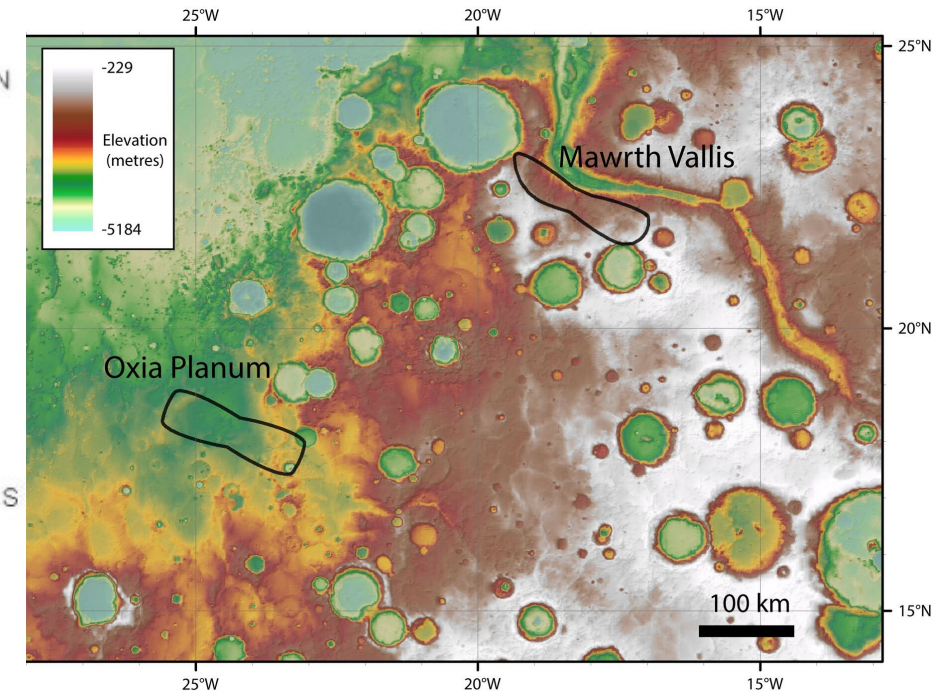 25°W 20°W 15°W
N
25°N
-229
Elevation
(metres)
-5184
Mawrth Vallis
20°N
Oxia Planum
S
100 km
15°N
25°W 20°W 15°W